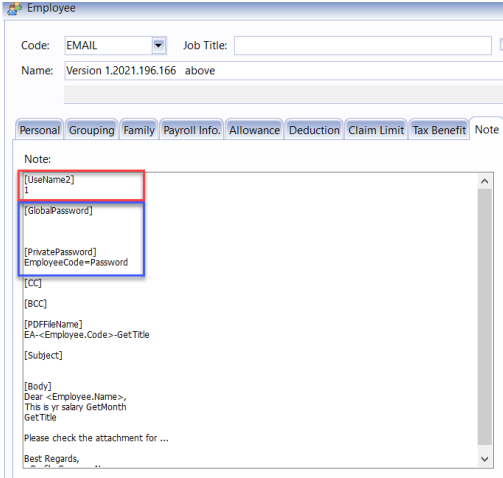 Employee
Code: EMAIL Job Title:
Name: Version 1.2021.196.166 above
Personal Grouping Family Payroll Info. Allowance Deduction Claim Limit Tax Benefit Note
Note:
[UseName2]
1
[GlobalPassword]
[PrivatePassword]
EmployeeCode=Password
[CC]
[BCC]
[PDFFileName]
EA-<Employee.Code>-GetTitle
[Subject]
[Body]
Dear <Employee.Name>,
This is yr salary GetMonth
GetTitle
Please check the attachment for ...
Best Regards,